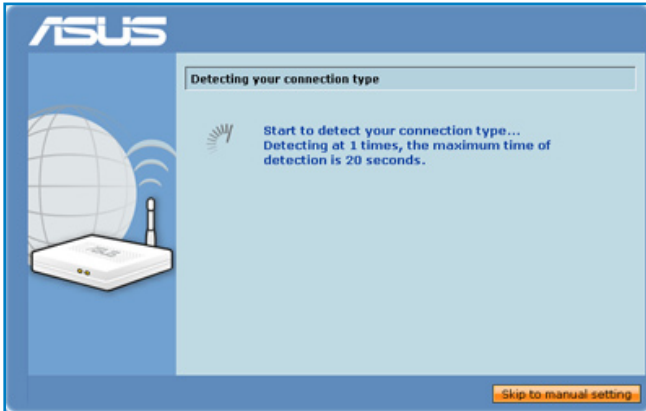 ASUS
Detecting your connection type
Start to detect your connection type...
Detecting at 1 times, the maximum time of
detection is 20 seconds.
ASUS
Skip to manual setting